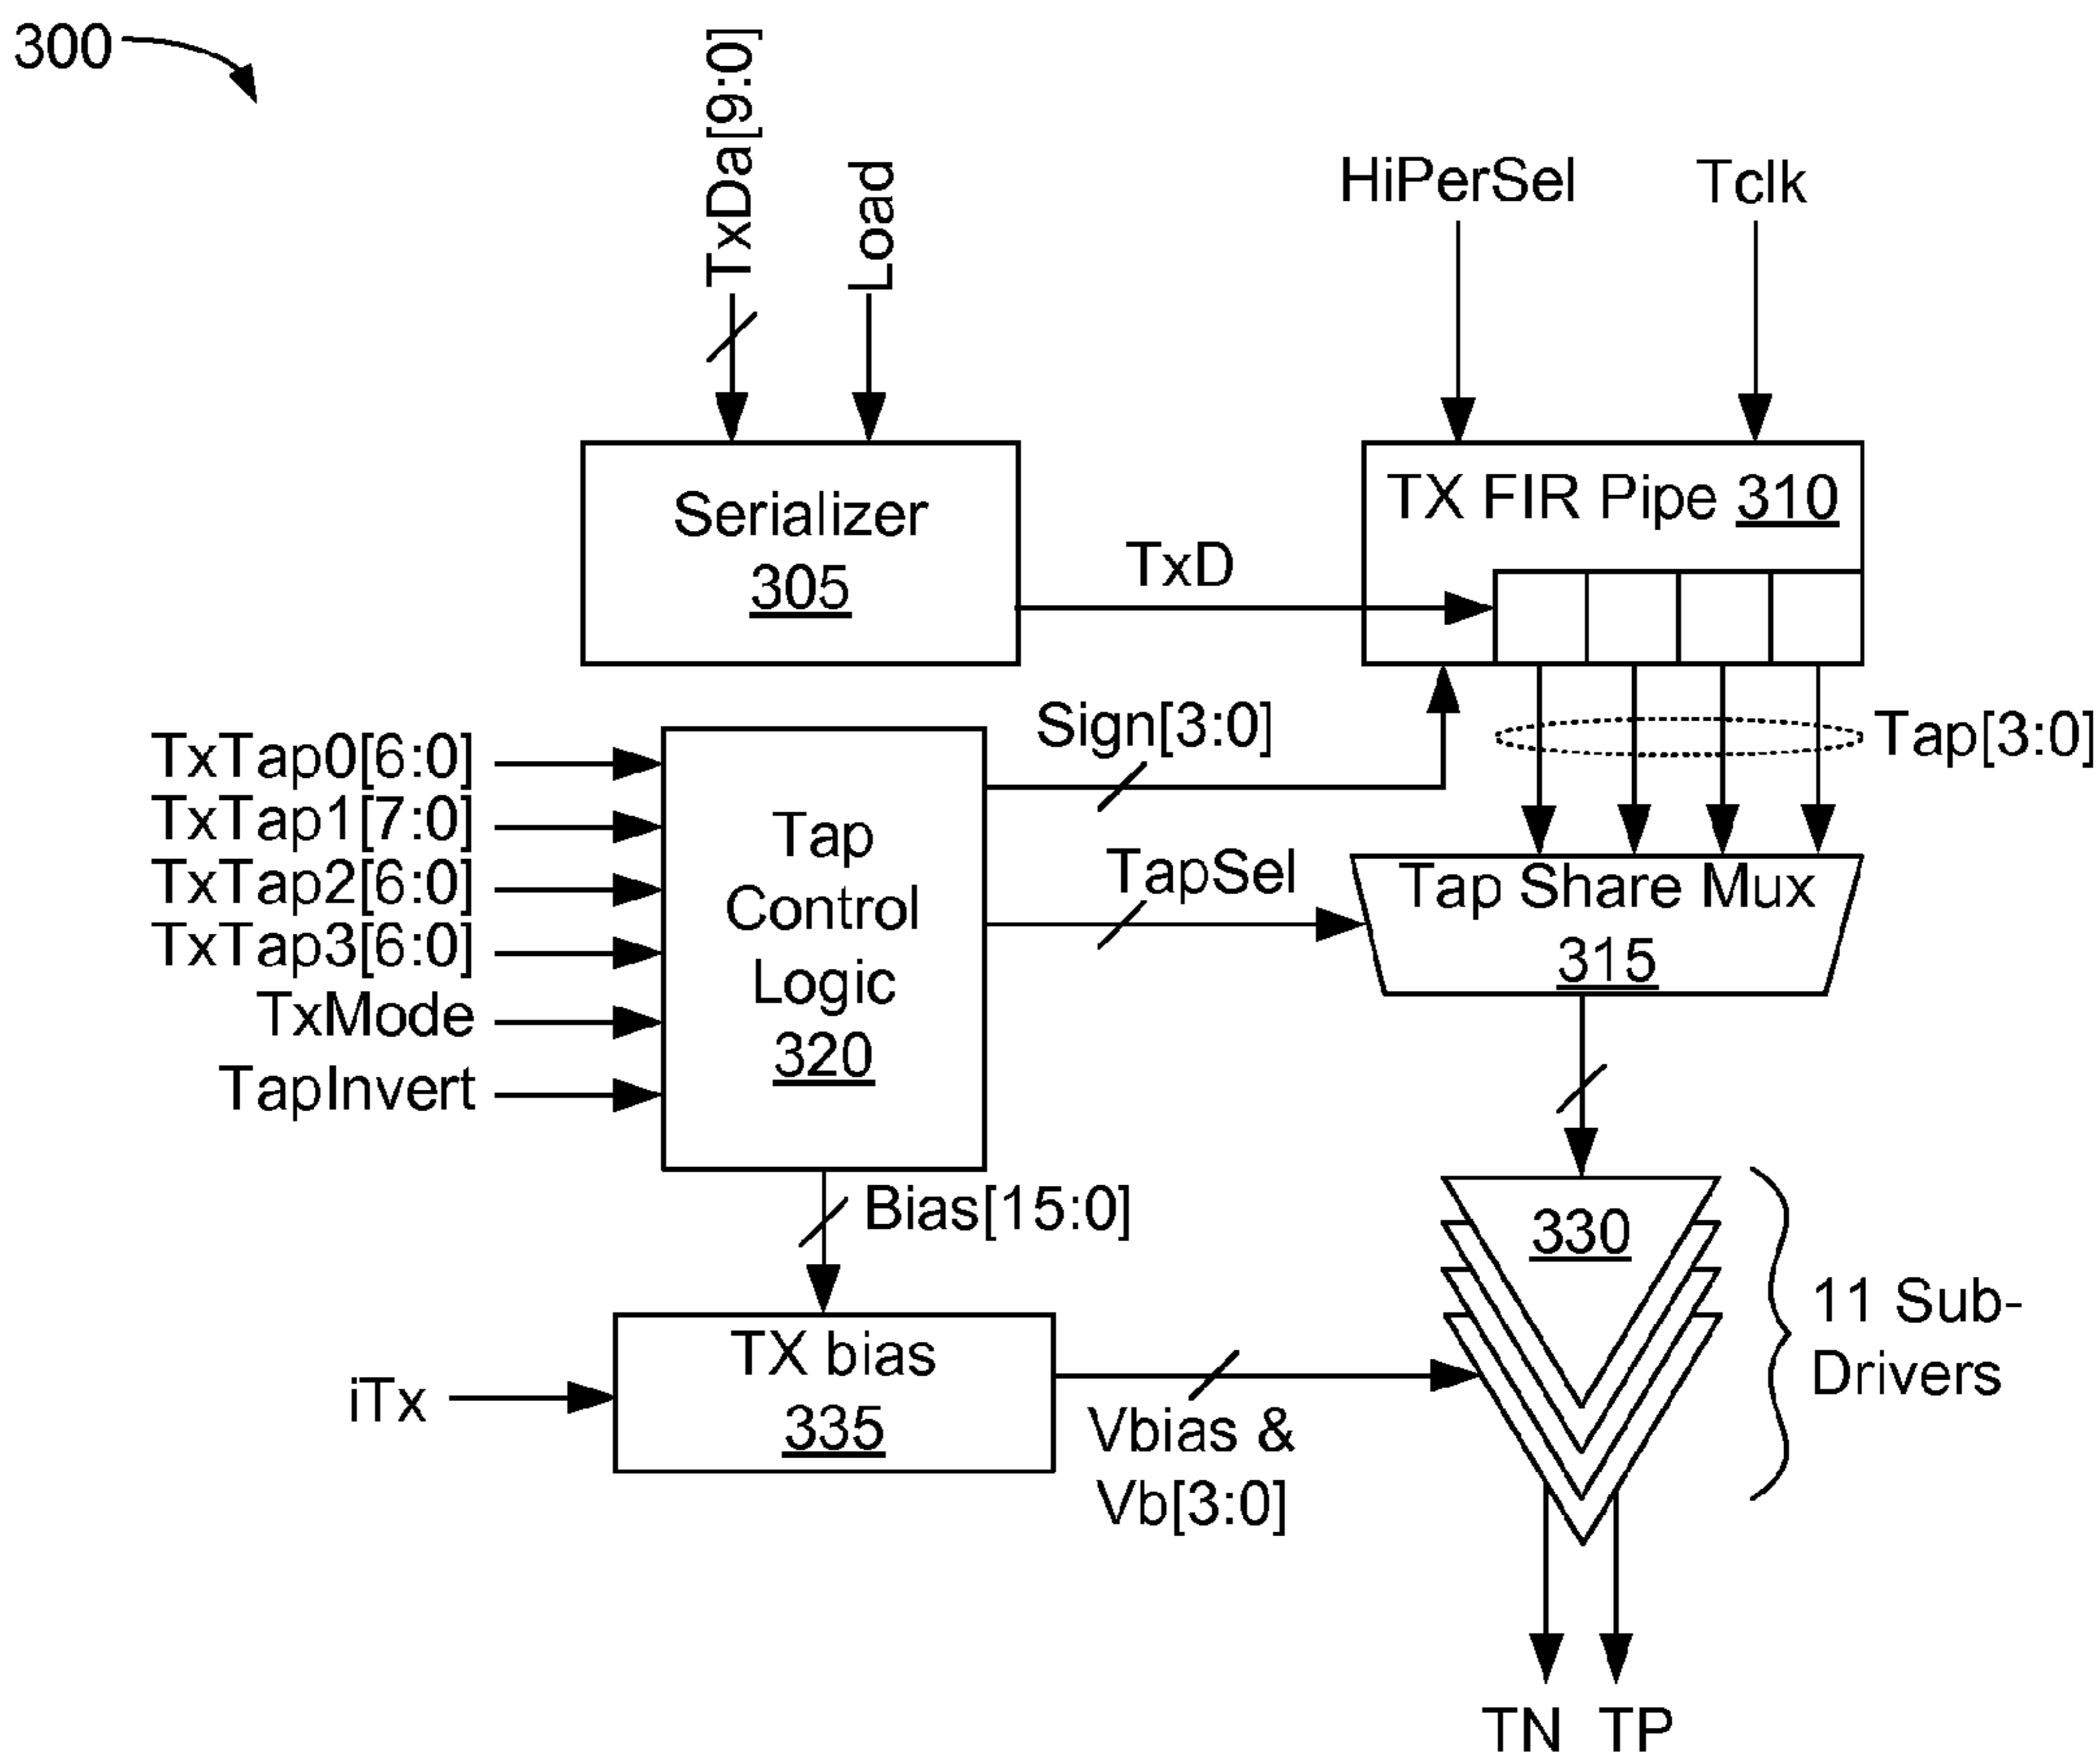 300
TxDa[9:0]
Load
HiPerSel
Tclk
Serializer
305
TX FIR Pipe 310
TxD
Sign[3:0]
Tap[3:0]
TxTap0[6:0]
TxTap1[7:0]
TxTap2[6:0]
TxTap3[6:0]
TxMode
TapInvert
Tap
Control
Logic
320
TapSel
Tap Share Mux
315
Bias[15:0]
330
11 Sub-
Drivers
iTx
TX bias
335
Vbias &
Vb[3:0]
TN
TP